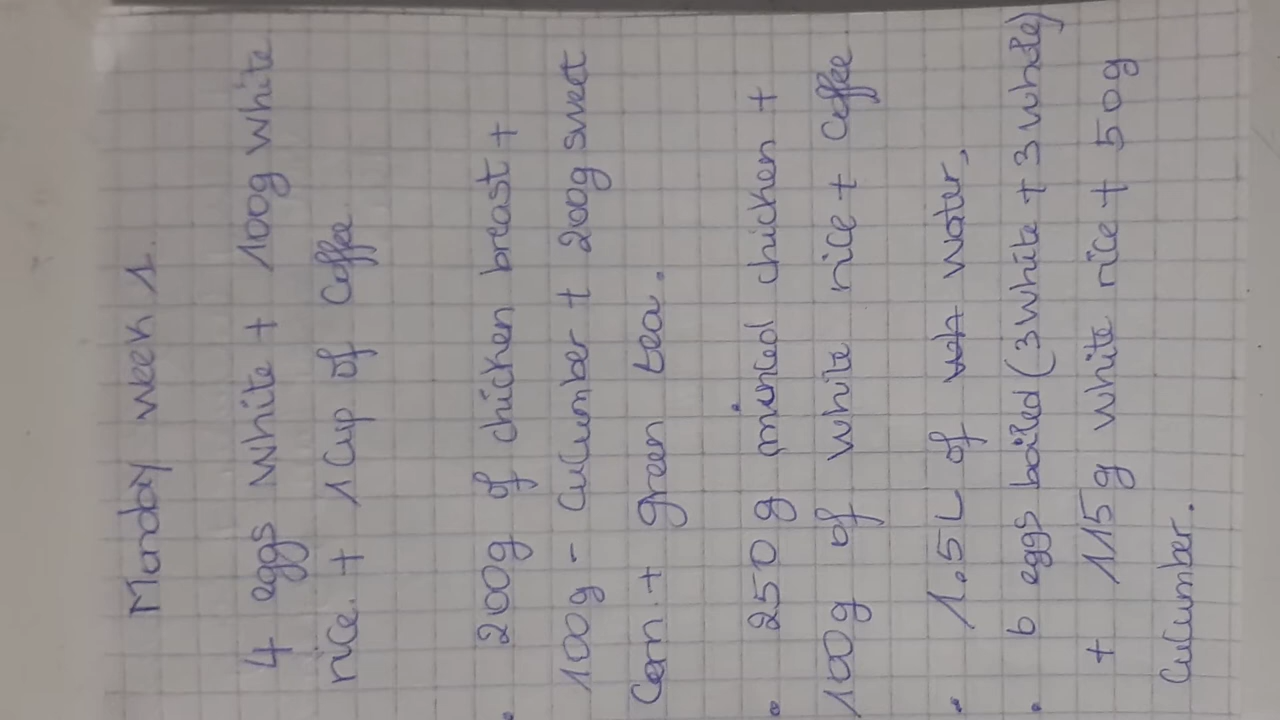 Monday week 1.
4 eggs white + 100g white
rice. + 1 Cup of Coffee
• 200g of chicken breast +
100g - cucumber + 200g sweet
Corn. + green tea.
• 250g minced chicken +
100g of white rice + Coffee
• 1.5L of wat water,
• 6 eggs boiled (3 white + 3 whole)
+ 115g white rice + 50g
Cucumber.